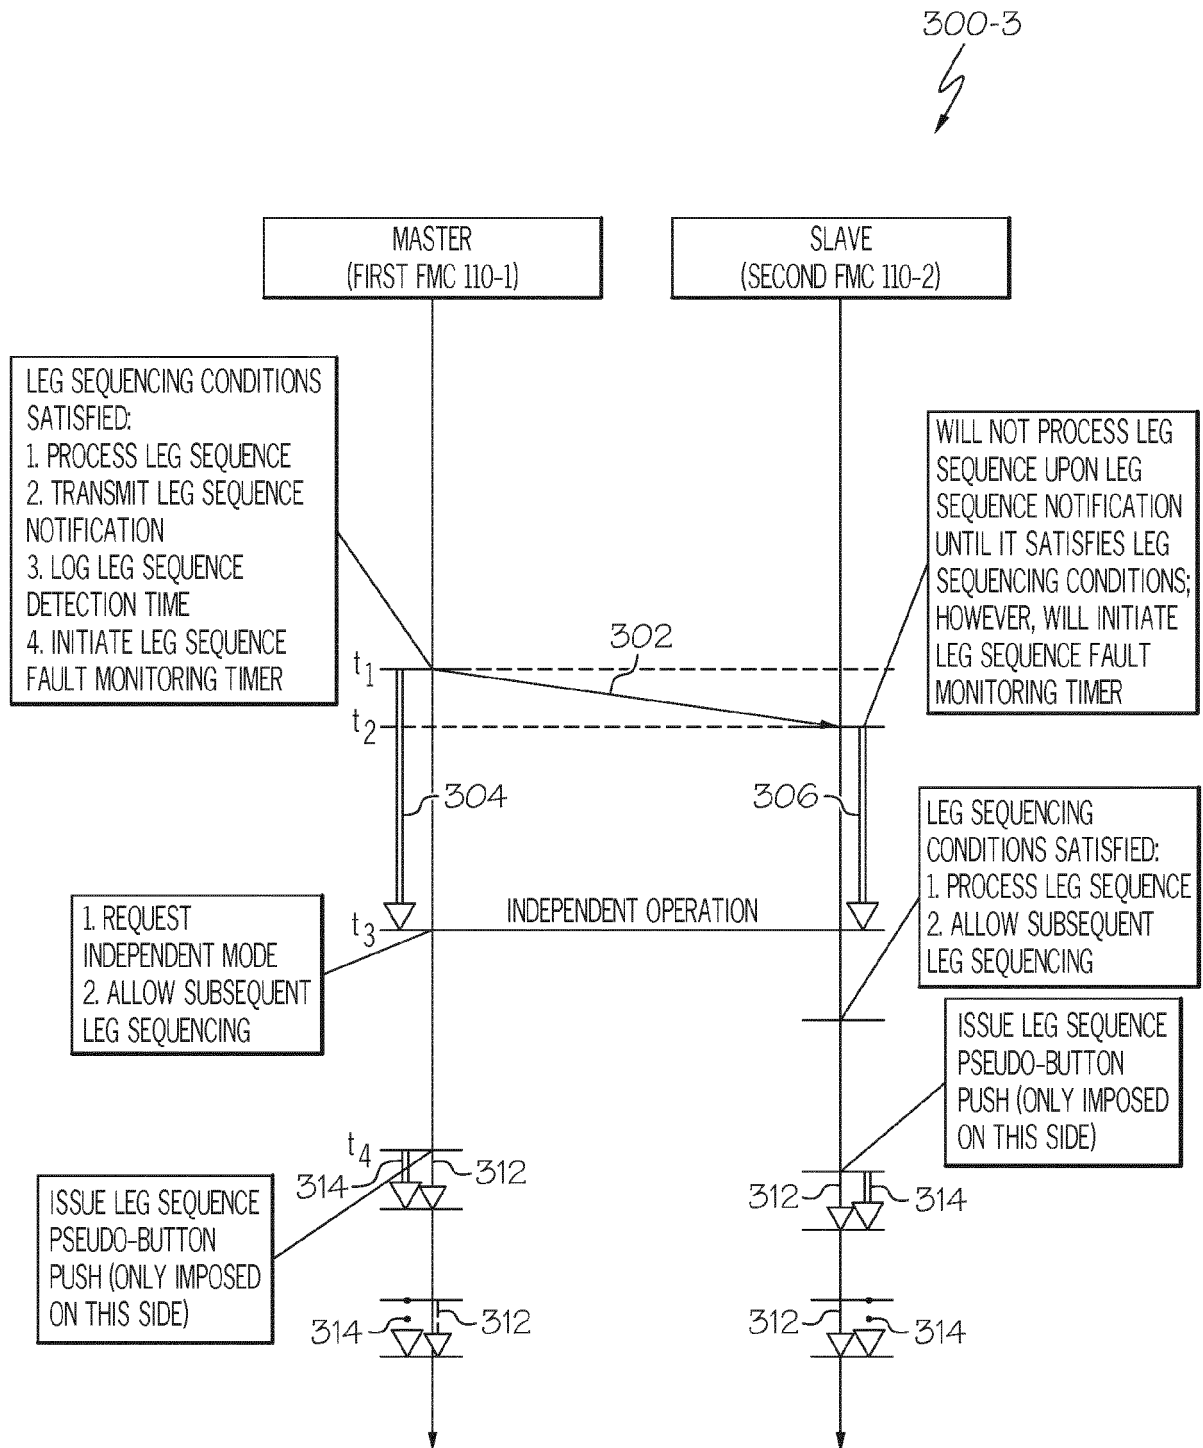 300-3
MASTER
(FIRST FMC 110-1)
SLAVE
(SECOND FMC 110-2)
LEG SEQUENCING CONDITIONS
SATISFIED:
1. PROCESS LEG SEQUENCE
2. TRANSMIT LEG SEQUENCE
NOTIFICATION
3. LOG LEG SEQUENCE
DETECTION TIME
4. INITIATE LEG SEQUENCE
FAULT MONITORING TIMER
WILL NOT PROCESS LEG
SEQUENCE UPON LEG
SEQUENCE NOTIFICATION
UNTIL IT SATISFIES LEG
SEQUENCING CONDITIONS;
HOWEVER, WILL INITIATE
LEG SEQUENCE FAULT
MONITORING TIMER
302
t1
t2
304
306
LEG SEQUENCING
CONDITIONS SATISFIED:
1. PROCESS LEG SEQUENCE
2. ALLOW SUBSEQUENT
LEG SEQUENCING
1. REQUEST
INDEPENDENT MODE
2. ALLOW SUBSEQUENT
LEG SEQUENCING
t3
INDEPENDENT OPERATION
ISSUE LEG SEQUENCE
PSEUDO-BUTTON
PUSH (ONLY IMPOSED
ON THIS SIDE)
t4
314
312
312
314
ISSUE LEG SEQUENCE
PSEUDO-BUTTON
PUSH (ONLY IMPOSED
ON THIS SIDE)
314
312
312
314